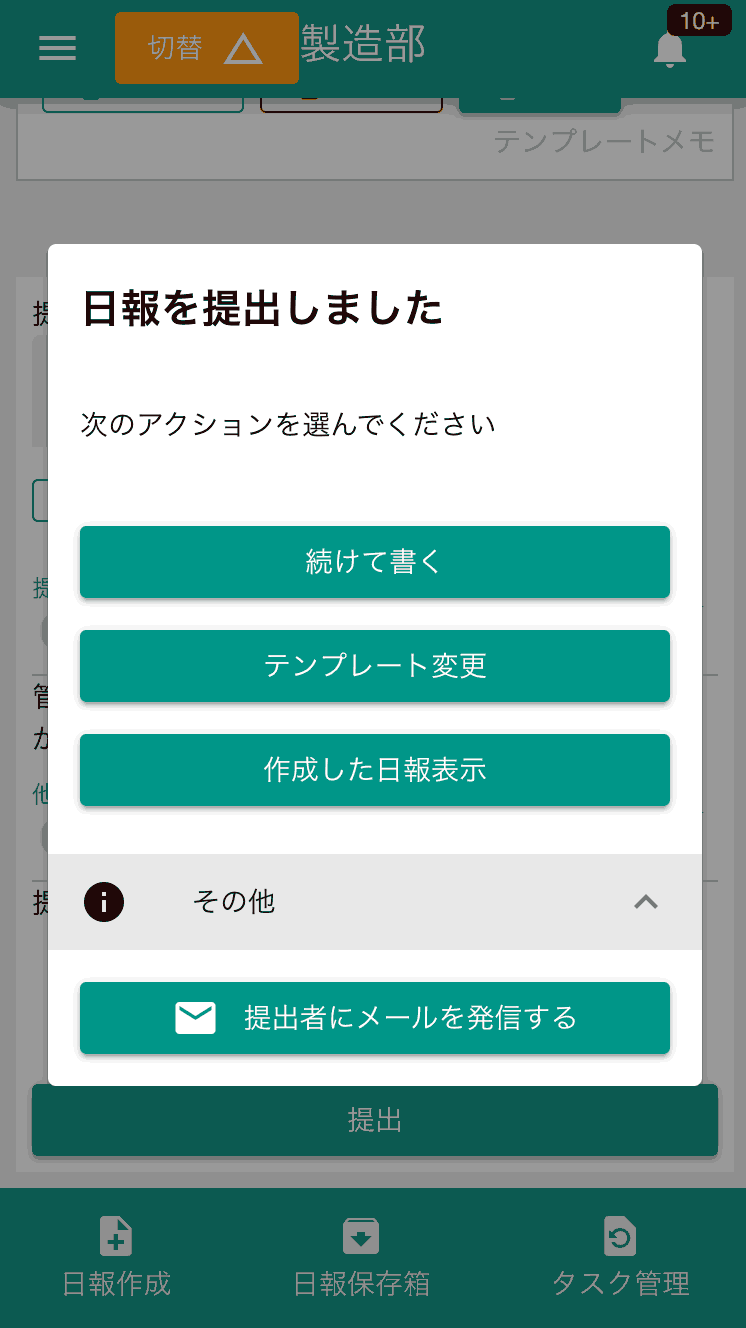 切替
製造部
10+
テンプレートメモ
日報を提出しました
次のアクションを選んでください
続けて書く
テンプレート変更
作成した日報表示
その他
提出者にメールを発信する
提出
日報作成
日報保存箱
タスク管理